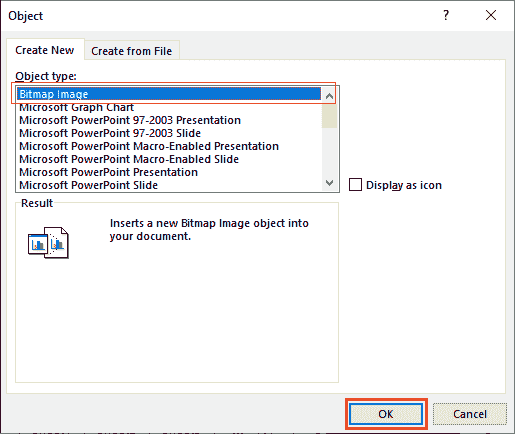 Object
?
Create New
Create from File
Object type:
Bitmap Image
Microsoft Graph Chart
Microsoft PowerPoint 97-2003 Presentation
Microsoft PowerPoint 97-2003 Slide
Microsoft PowerPoint Macro-Enabled Presentation
Microsoft PowerPoint Macro-Enabled Slide
Microsoft PowerPoint Presentation
Microsoft PowerPoint Slide
Display as icon
Result
Inserts a new Bitmap Image object into
your document.
OK
Cancel